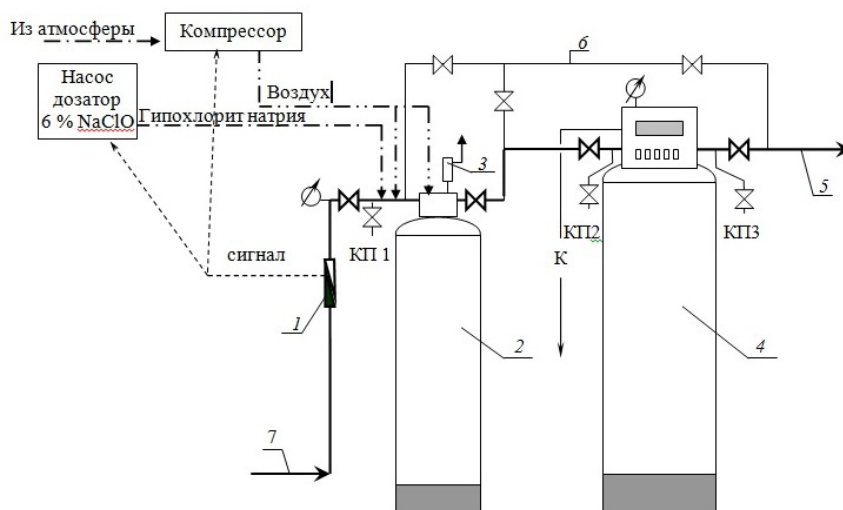 Из атмосферы
Компрессор
6
Насос
дозатор
6 % NaClO
Воздух
Гипохлорит натрия
3
5
КП 1
КП2
КП3
К
сигнал
1
2
4
7